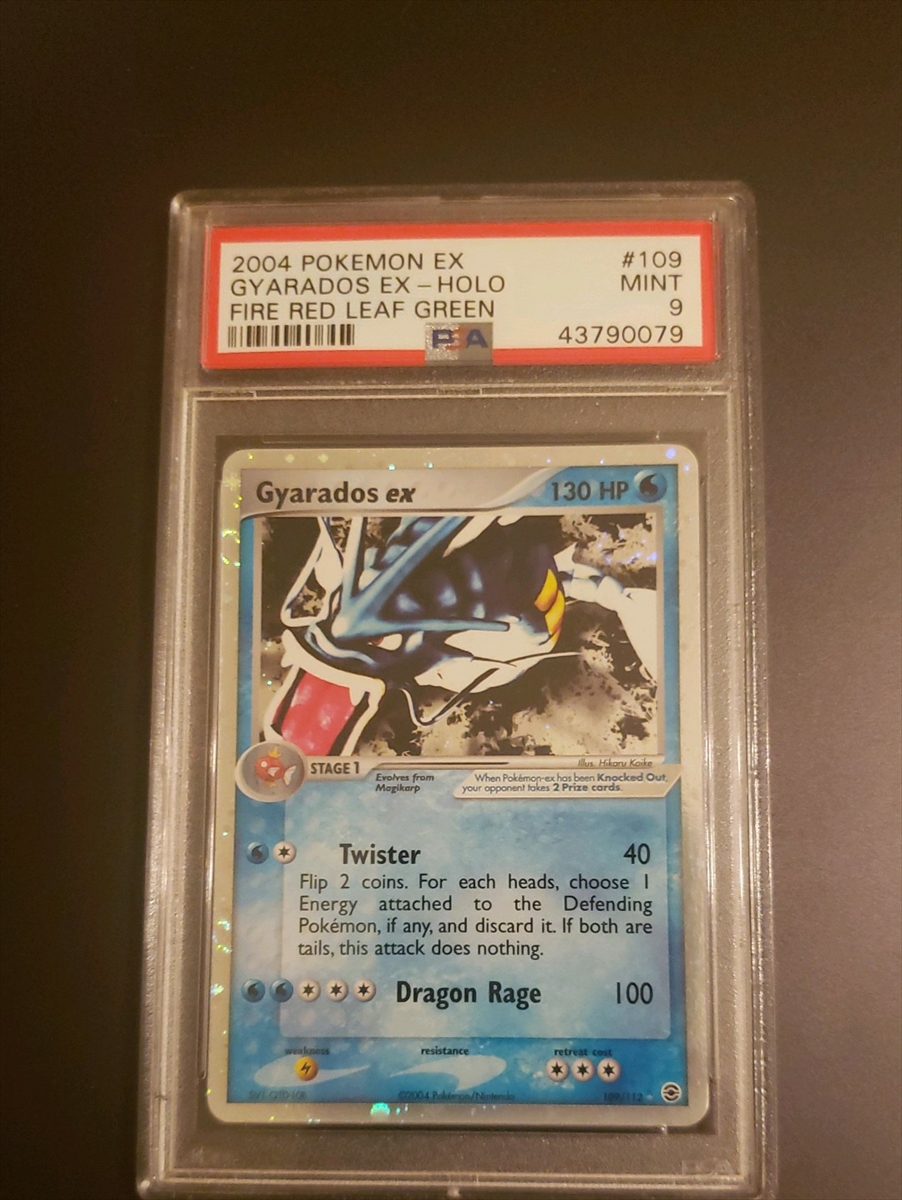 2004 POKEMON EX #109
GYARADOS EX - HOLO MINT
FIRE RED LEAF GREEN 9
PSA 43790079
Gyarados ex 130 HP
Illus. Hikaru Koike
STAGE 1 Evolves from
Magikarp
When Pokémon-ex has been Knocked Out,
your opponent takes 2 Prize cards.
Twister 40
Flip 2 coins. For each heads, choose 1
Energy attached to the Defending
Pokémon, if any, and discard it. If both are
tails, this attack does nothing.
Dragon Rage 100
weakness resistance retreat cost
©2004 Pokémon/Nintendo 109/112